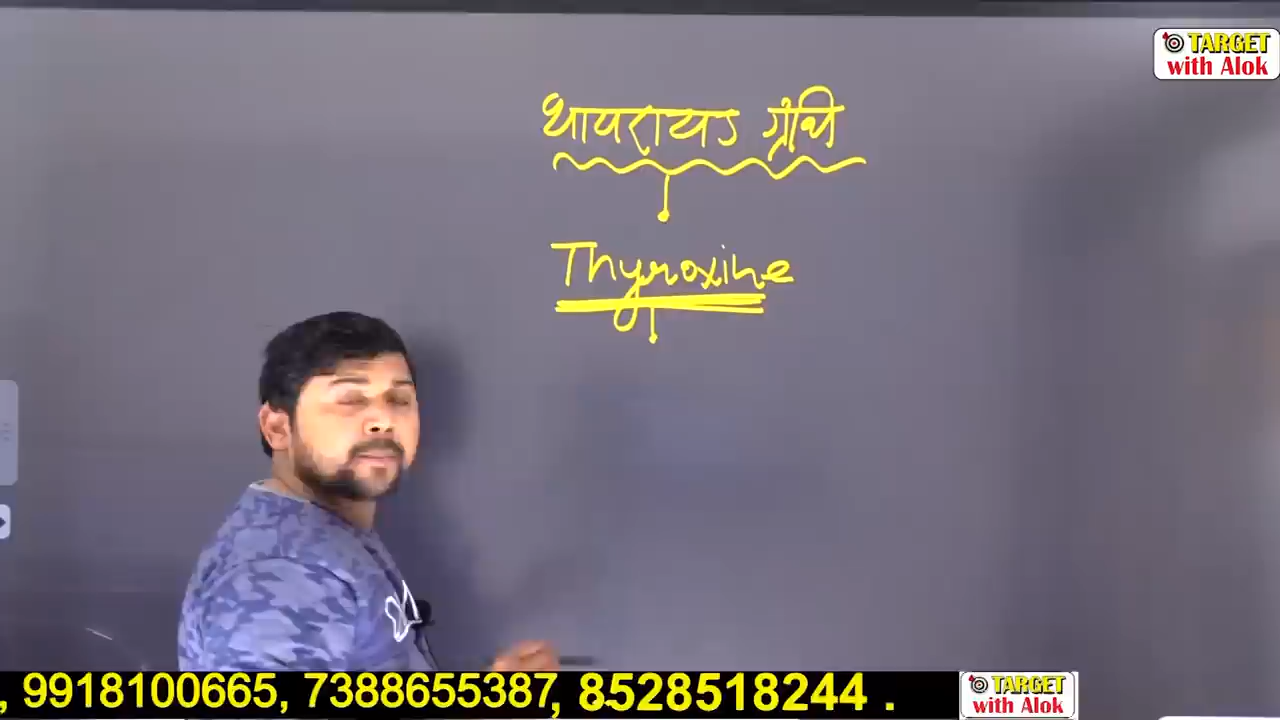 TARGET
with Alok
थायरायड ग्रंथि
Thyroxine
, 9918100665, 7388655387, 8528518244 .
TARGET
with Alok